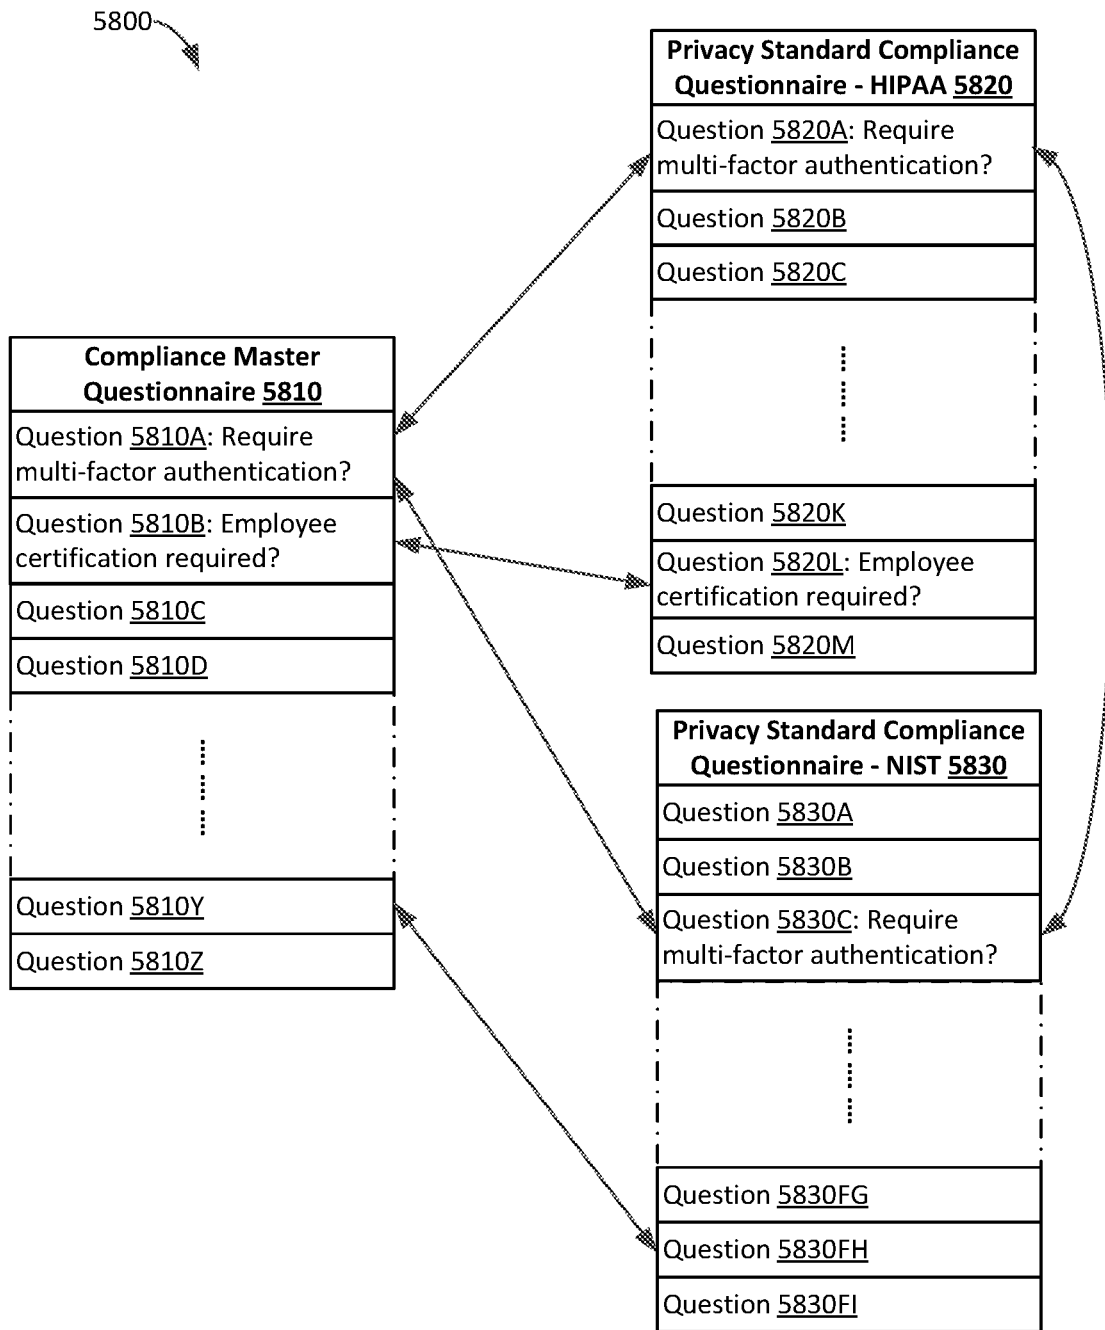 5800
Privacy Standard Compliance
Questionnaire - HIPAA 5820
Question 5820A: Require
multi-factor authentication?
Question 5820B
Question 5820C
Question 5820K
Question 5820L: Employee
certification required?
Question 5820M
Compliance Master
Questionnaire 5810
Question 5810A: Require
multi-factor authentication?
Question 5810B: Employee
certification required?
Question 5810C
Question 5810D
Question 5810Y
Question 5810Z
Privacy Standard Compliance
Questionnaire - NIST 5830
Question 5830A
Question 5830B
Question 5830C: Require
multi-factor authentication?
Question 5830FG
Question 5830FH
Question 5830FI